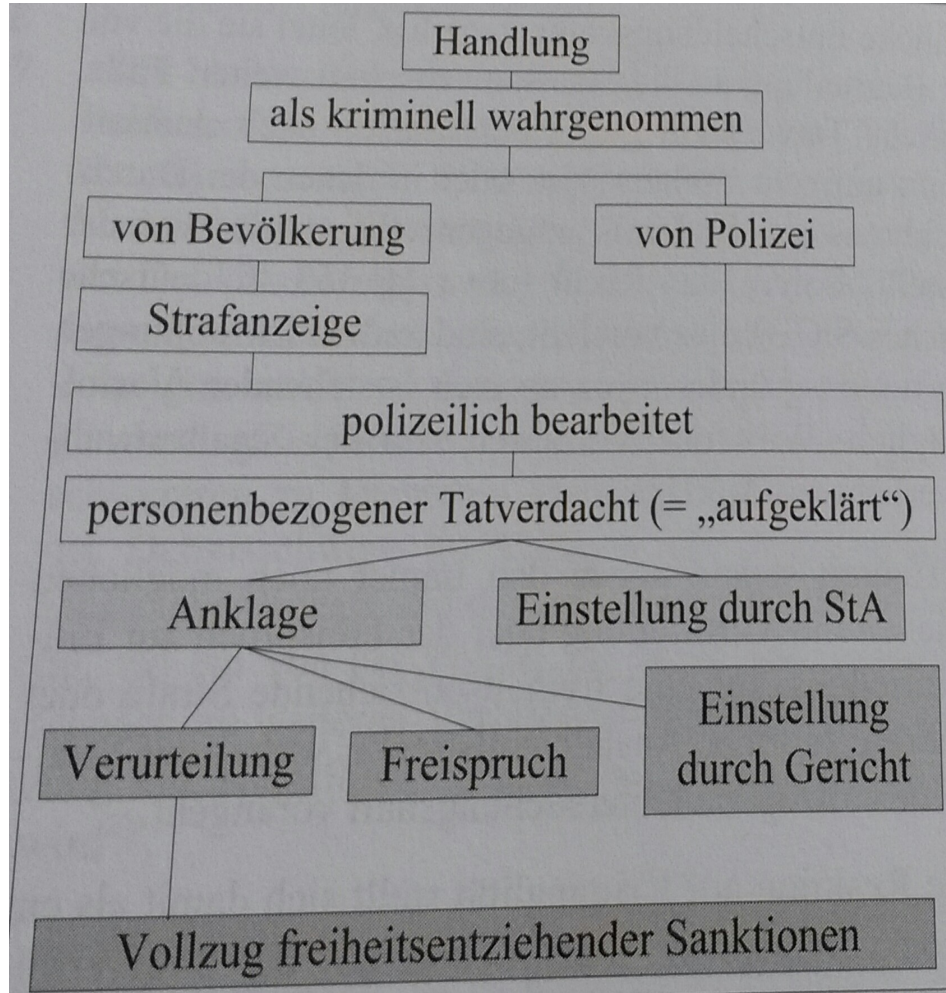 Handlung
als kriminell wahrgenommen
von Bevölkerung
von Polizei
Strafanzeige
polizeilich bearbeitet
personenbezogener Tatverdacht (= „aufgeklärt“)
Anklage
Einstellung durch StA
Verurteilung
Freispruch
Einstellung
durch Gericht
Vollzug freiheitsentziehender Sanktionen